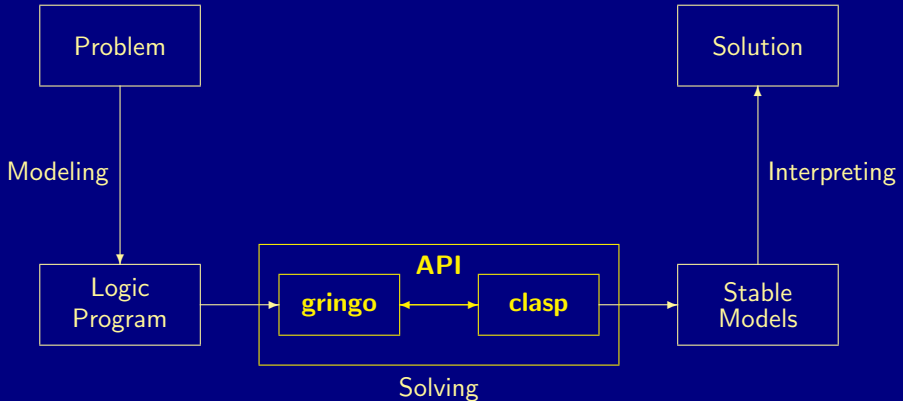 Problem
Solution
Modeling
Interpreting
API
Logic
Program
gringo
clasp
Stable
Models
Solving